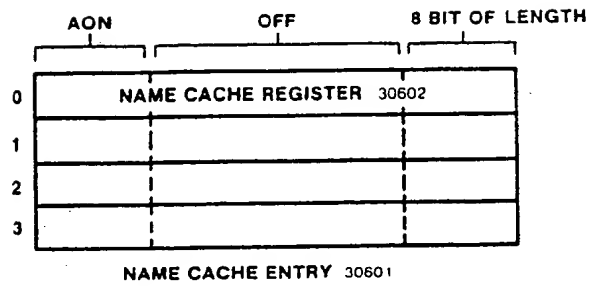 AON OFF 8 BIT OF LENGTH
0 NAME CACHE REGISTER 30602
1
2
3
NAME CACHE ENTRY 30601